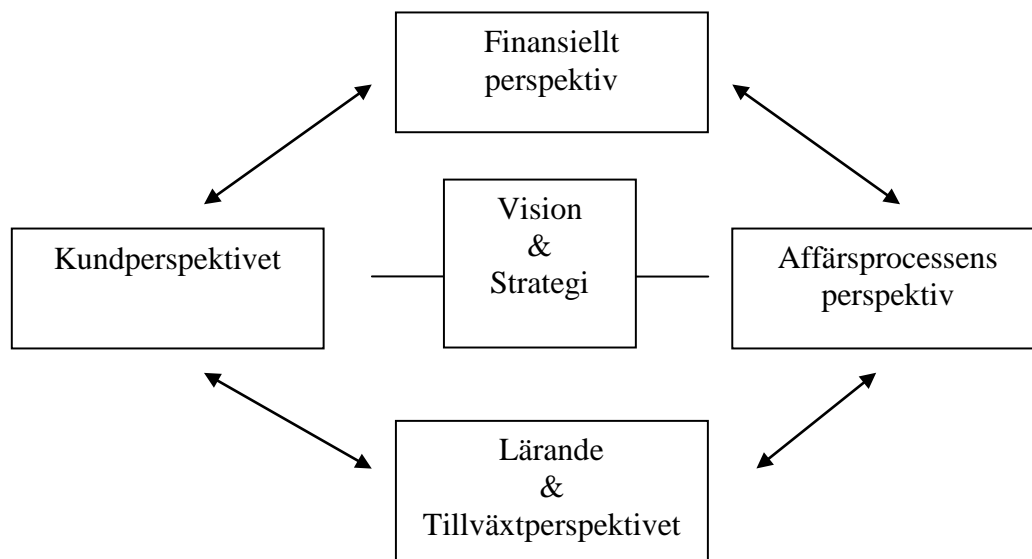 Finansiellt
perspektiv
Vision
&
Strategi
Kundperspektivet
Affärsprocessens
perspektiv
Lärande
&
Tillväxtperspektivet